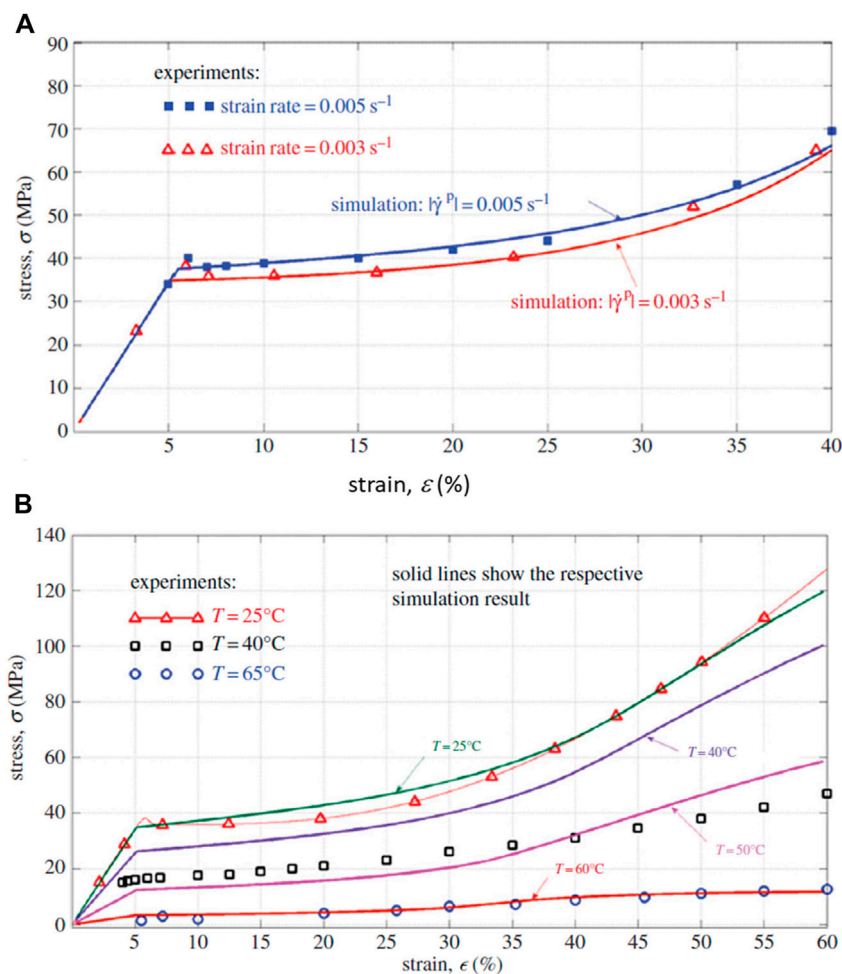 A
90
80
70
60
50
40
30
20
10
0
stress, σ (MPa)
experiments:
strain rate = 0.005 s⁻¹
strain rate = 0.003 s⁻¹
simulation: |γ̇ᵖ| = 0.005 s⁻¹
simulation: |γ̇ᵖ| = 0.003 s⁻¹
5 10 15 20 25 30 35 40
strain, ε (%)
B
140
120
100
80
60
40
20
0
stress, σ (MPa)
experiments:
T = 25°C
T = 40°C
T = 65°C
solid lines show the respective
simulation result
T = 25°C
T = 40°C
T = 50°C
T = 60°C
5 10 15 20 25 30 35 40 45 50 55 60
strain, ϵ (%)